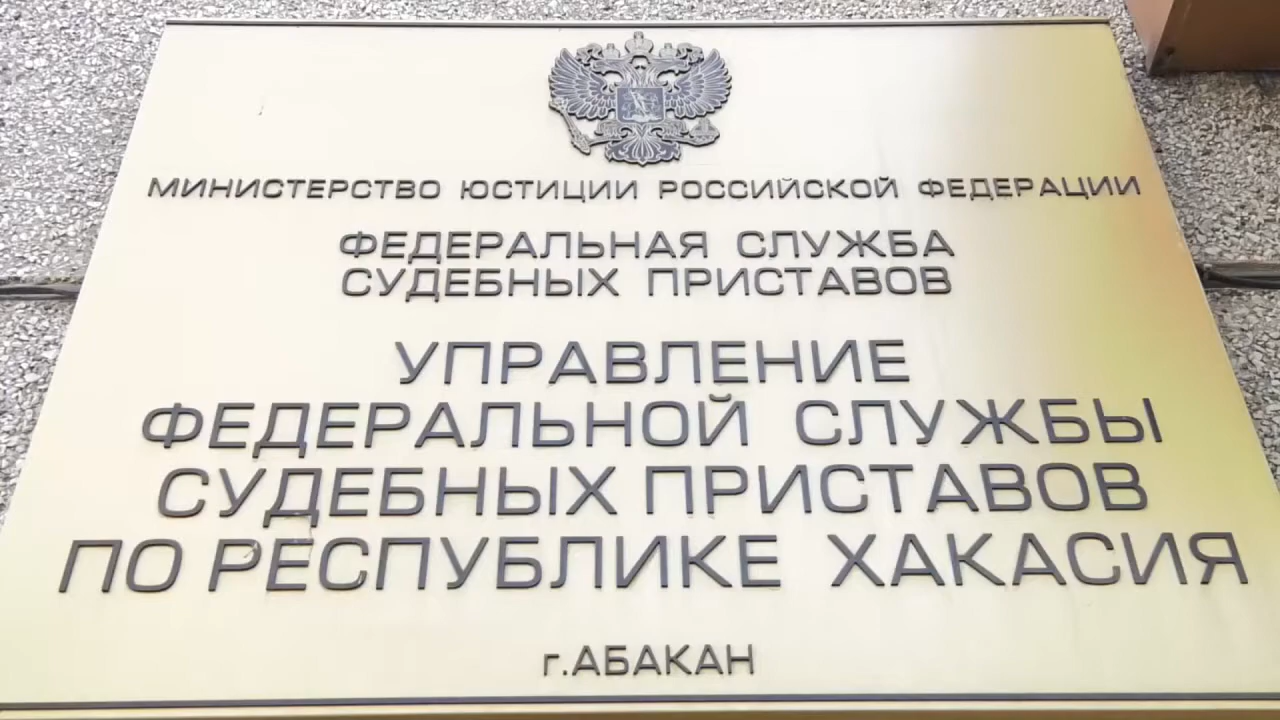 МИНИСТЕРСТВО ЮСТИЦИИ РОССИЙСКОЙ ФЕДЕРАЦИИ
ФЕДЕРАЛЬНАЯ СЛУЖБА
СУДЕБНЫХ ПРИСТАВОВ
УПРАВЛЕНИЕ
ФЕДЕРАЛЬНОЙ СЛУЖБЫ
СУДЕБНЫХ ПРИСТАВОВ
ПО РЕСПУБЛИКЕ ХАКАСИЯ
г.АБАКАН